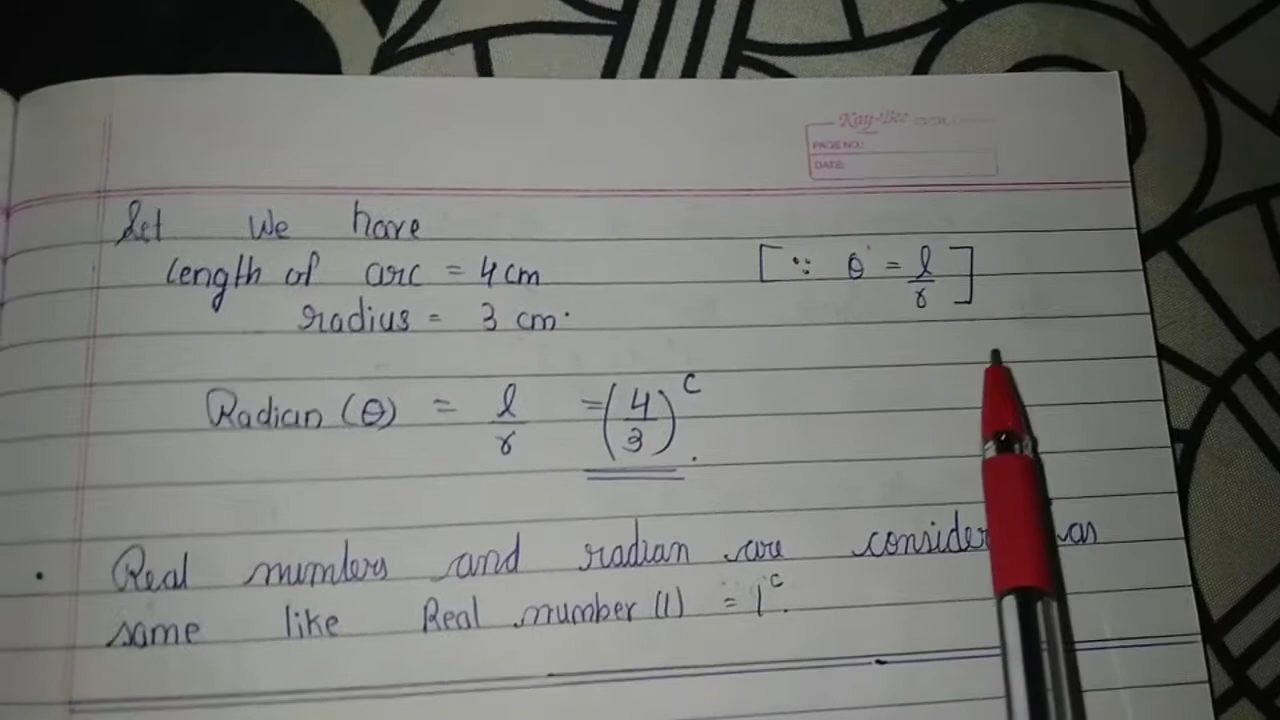 Kay-Bee
PAGE NO.:
DATE:
Let We have
length of arc = 4 cm [∵ θ = l/r]
radius = 3 cm.
Radian (θ) = l/r = (4/3)^c.
• Real numbers and radian are consider as
same like Real number (1) = 1^c.